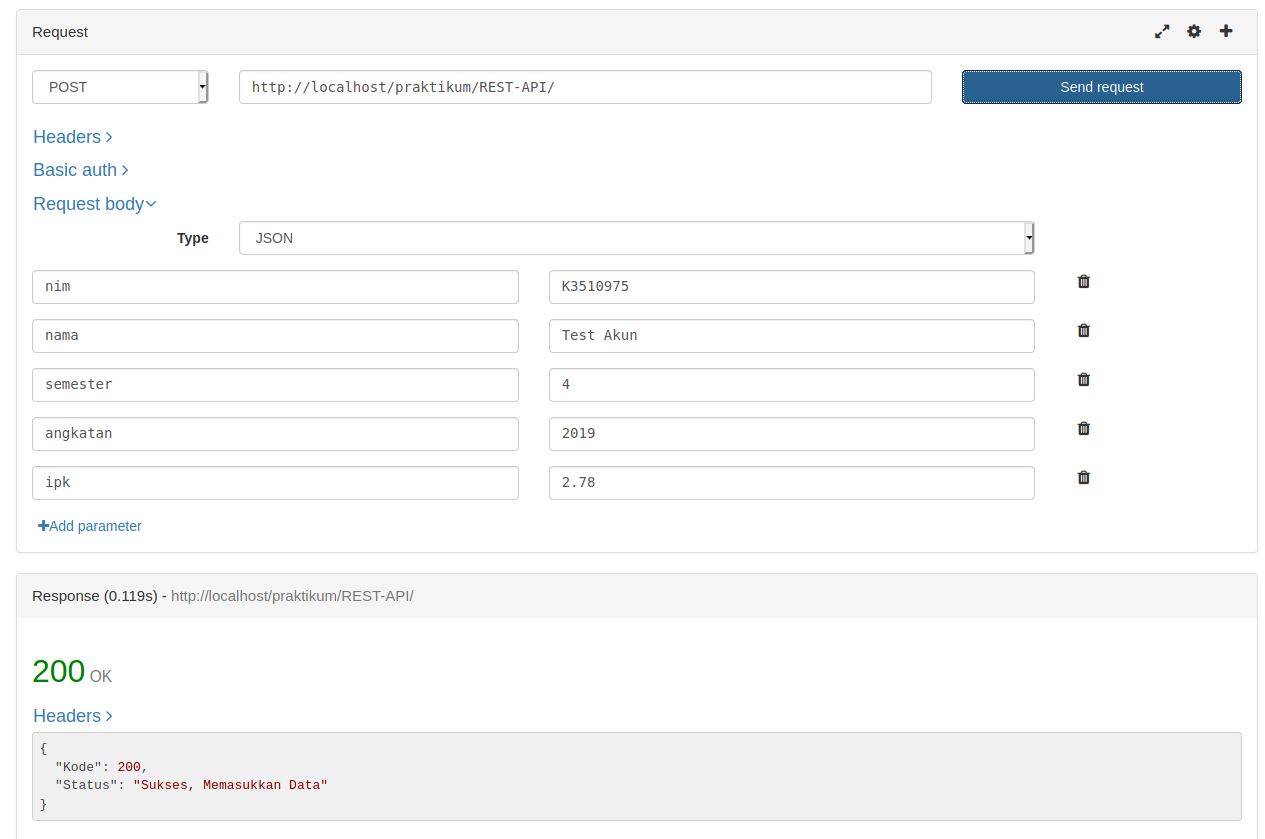 Request
POST http://localhost/praktikum/REST-API/ Send request
Headers
Basic auth
Request body
Type JSON
nim K3510975
nama Test Akun
semester 4
angkatan 2019
ipk 2.78
Add parameter
Response (0.119s) - http://localhost/praktikum/REST-API/
200 OK
Headers
{
"Kode": 200,
"Status": "Sukses, Memasukkan Data"
}